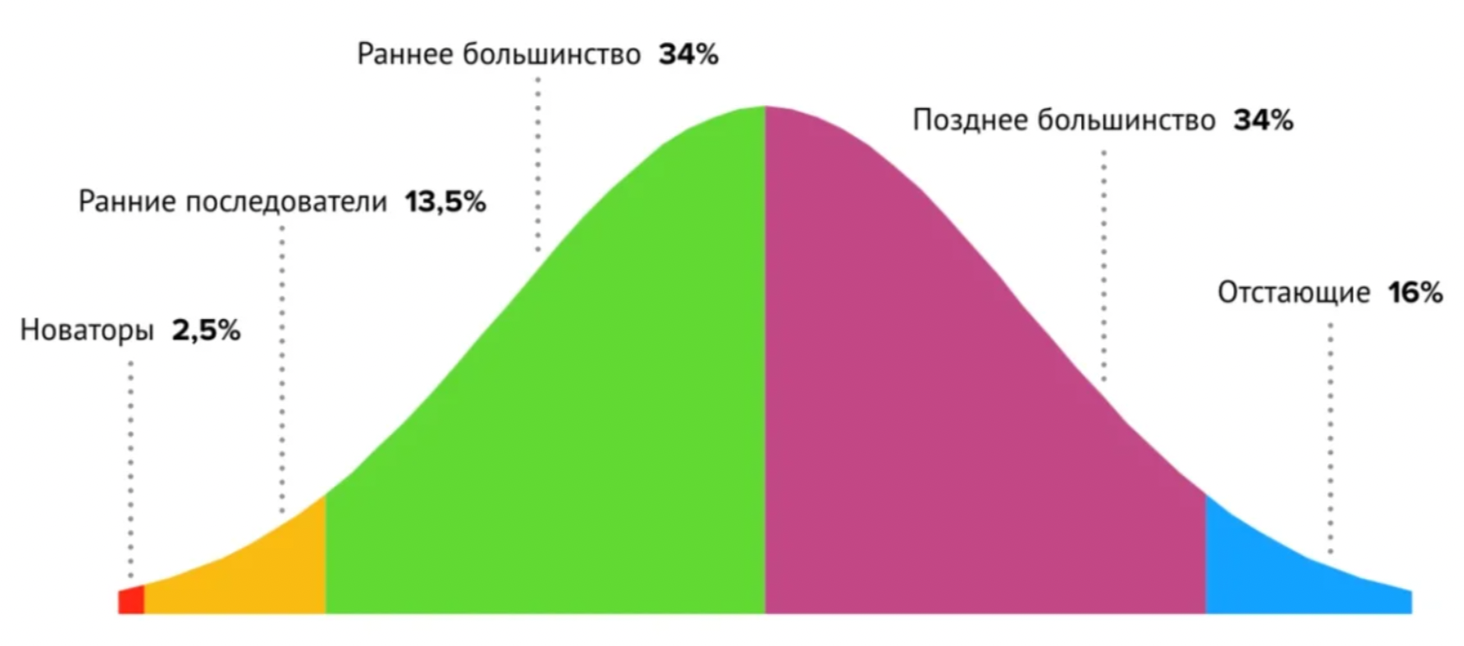 Раннее большинство 34%
Позднее большинство 34%
Ранние последователи 13,5%
Отстающие 16%
Новаторы 2,5%